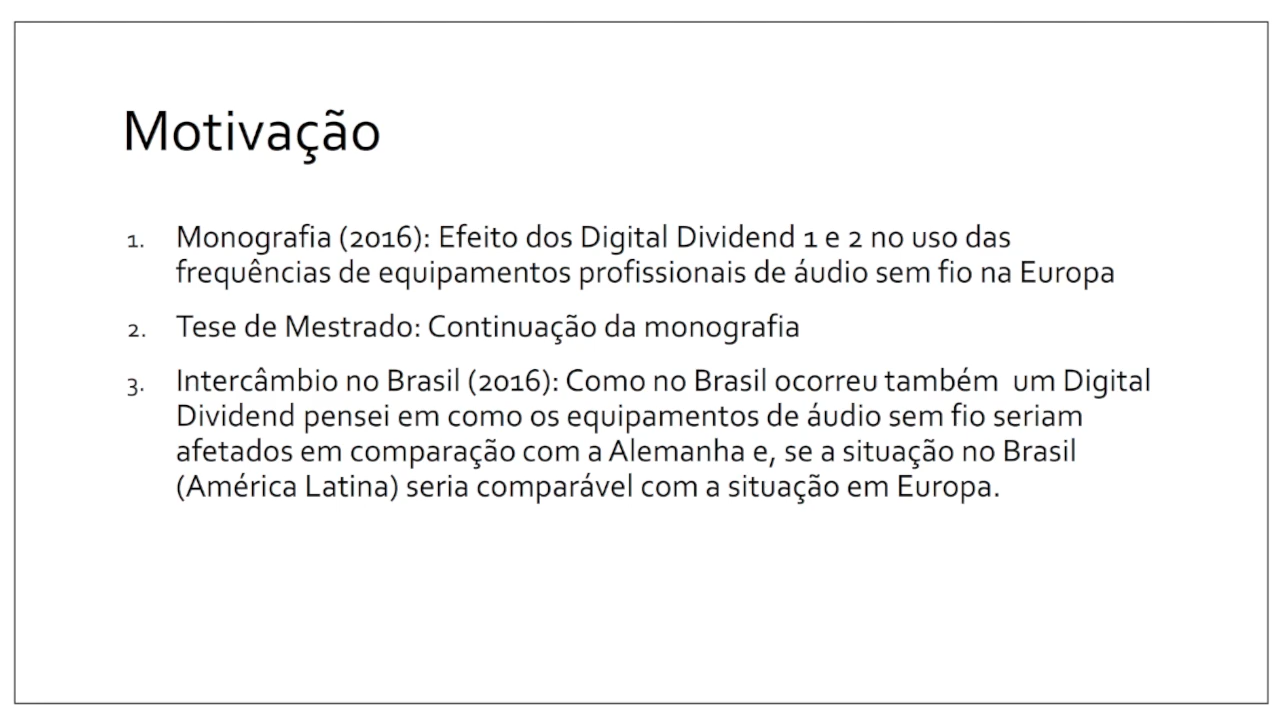 Motivação
1. Monografia (2016): Efeito dos Digital Dividend 1 e 2 no uso das
frequências de equipamentos profissionais de áudio sem fio na Europa
2. Tese de Mestrado: Continuação da monografia
3. Intercâmbio no Brasil (2016): Como no Brasil ocorreu também  um Digital
Dividend pensei em como os equipamentos de áudio sem fio seriam
afetados em comparação com a Alemanha e, se a situação no Brasil
(América Latina) seria comparável com a situação em Europa.